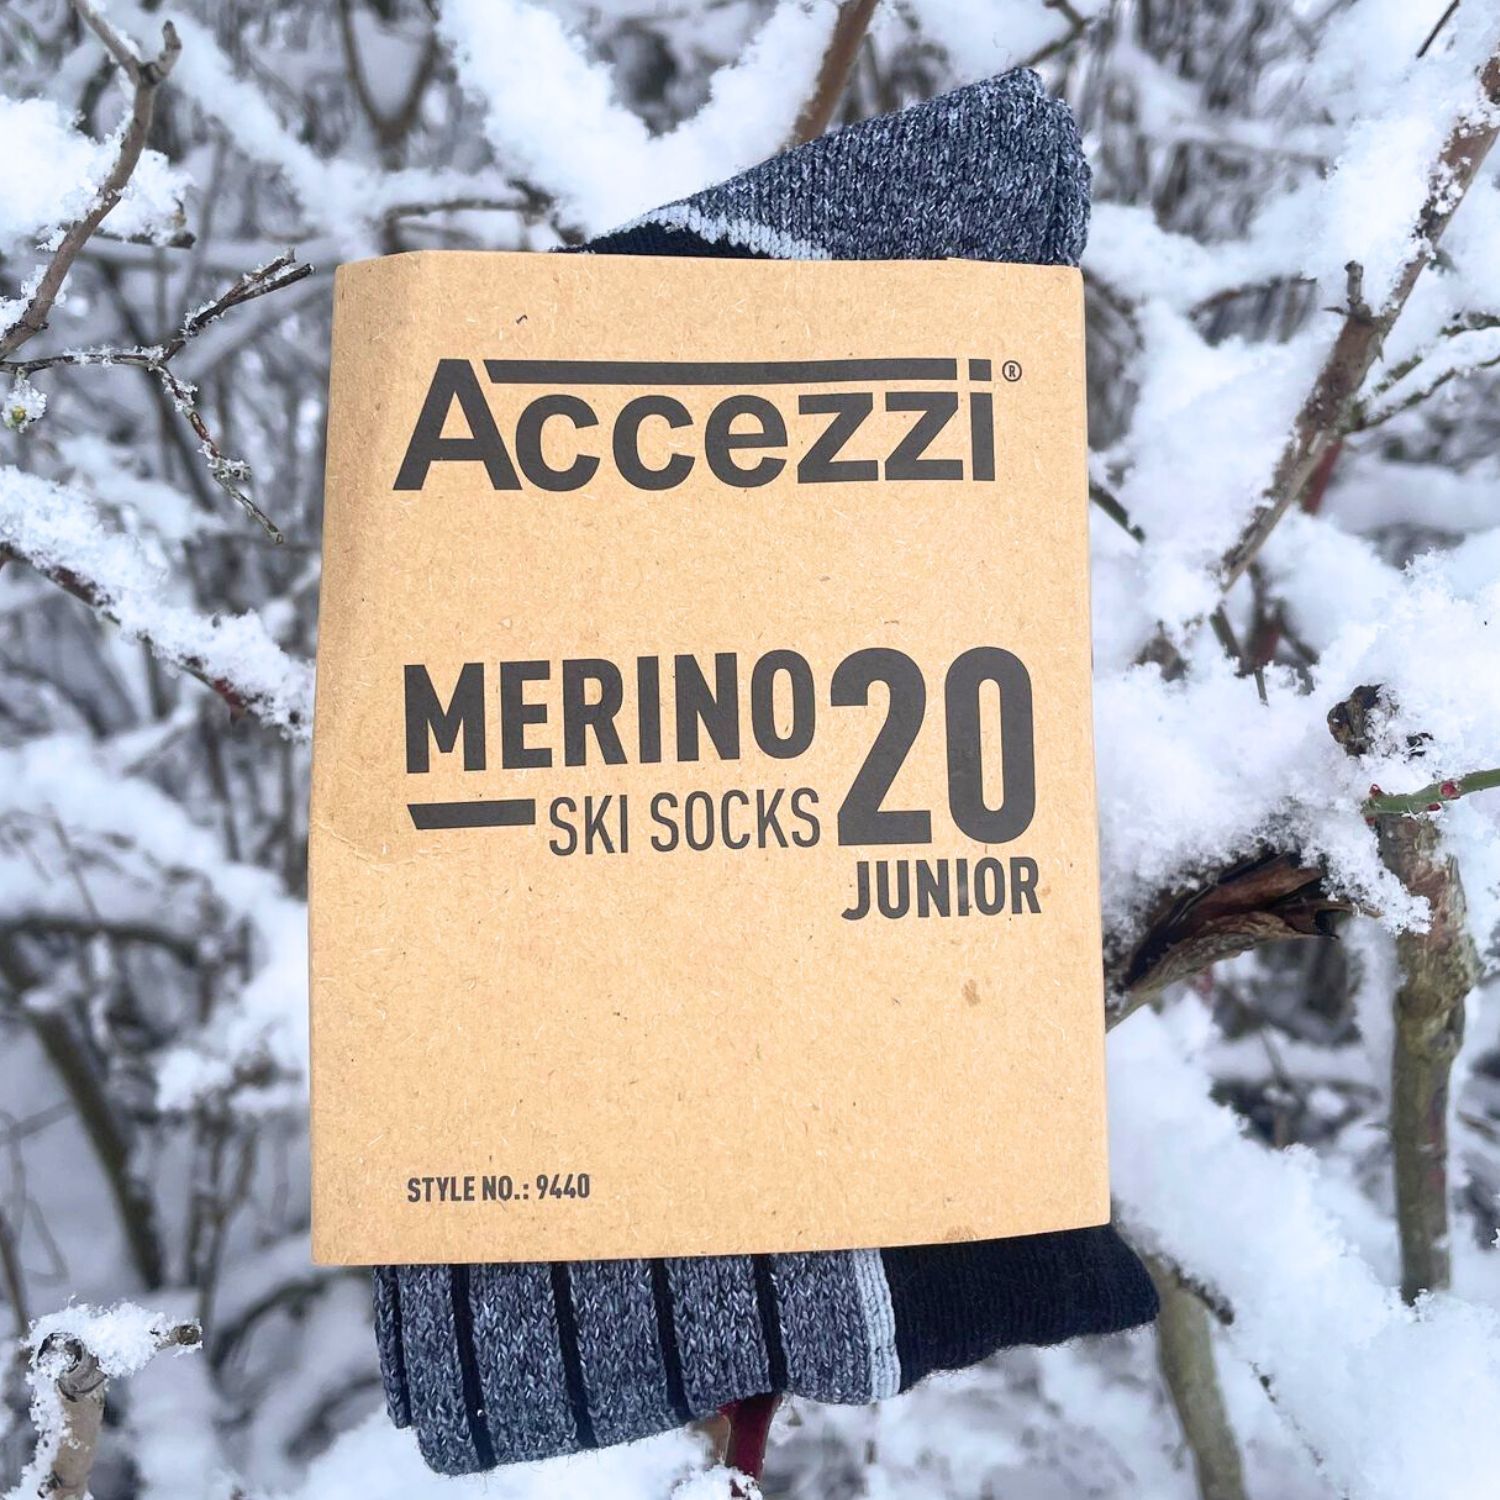 Accezzi®
MERINO 20
SKI SOCKS
JUNIOR
STYLE NO.: 9440